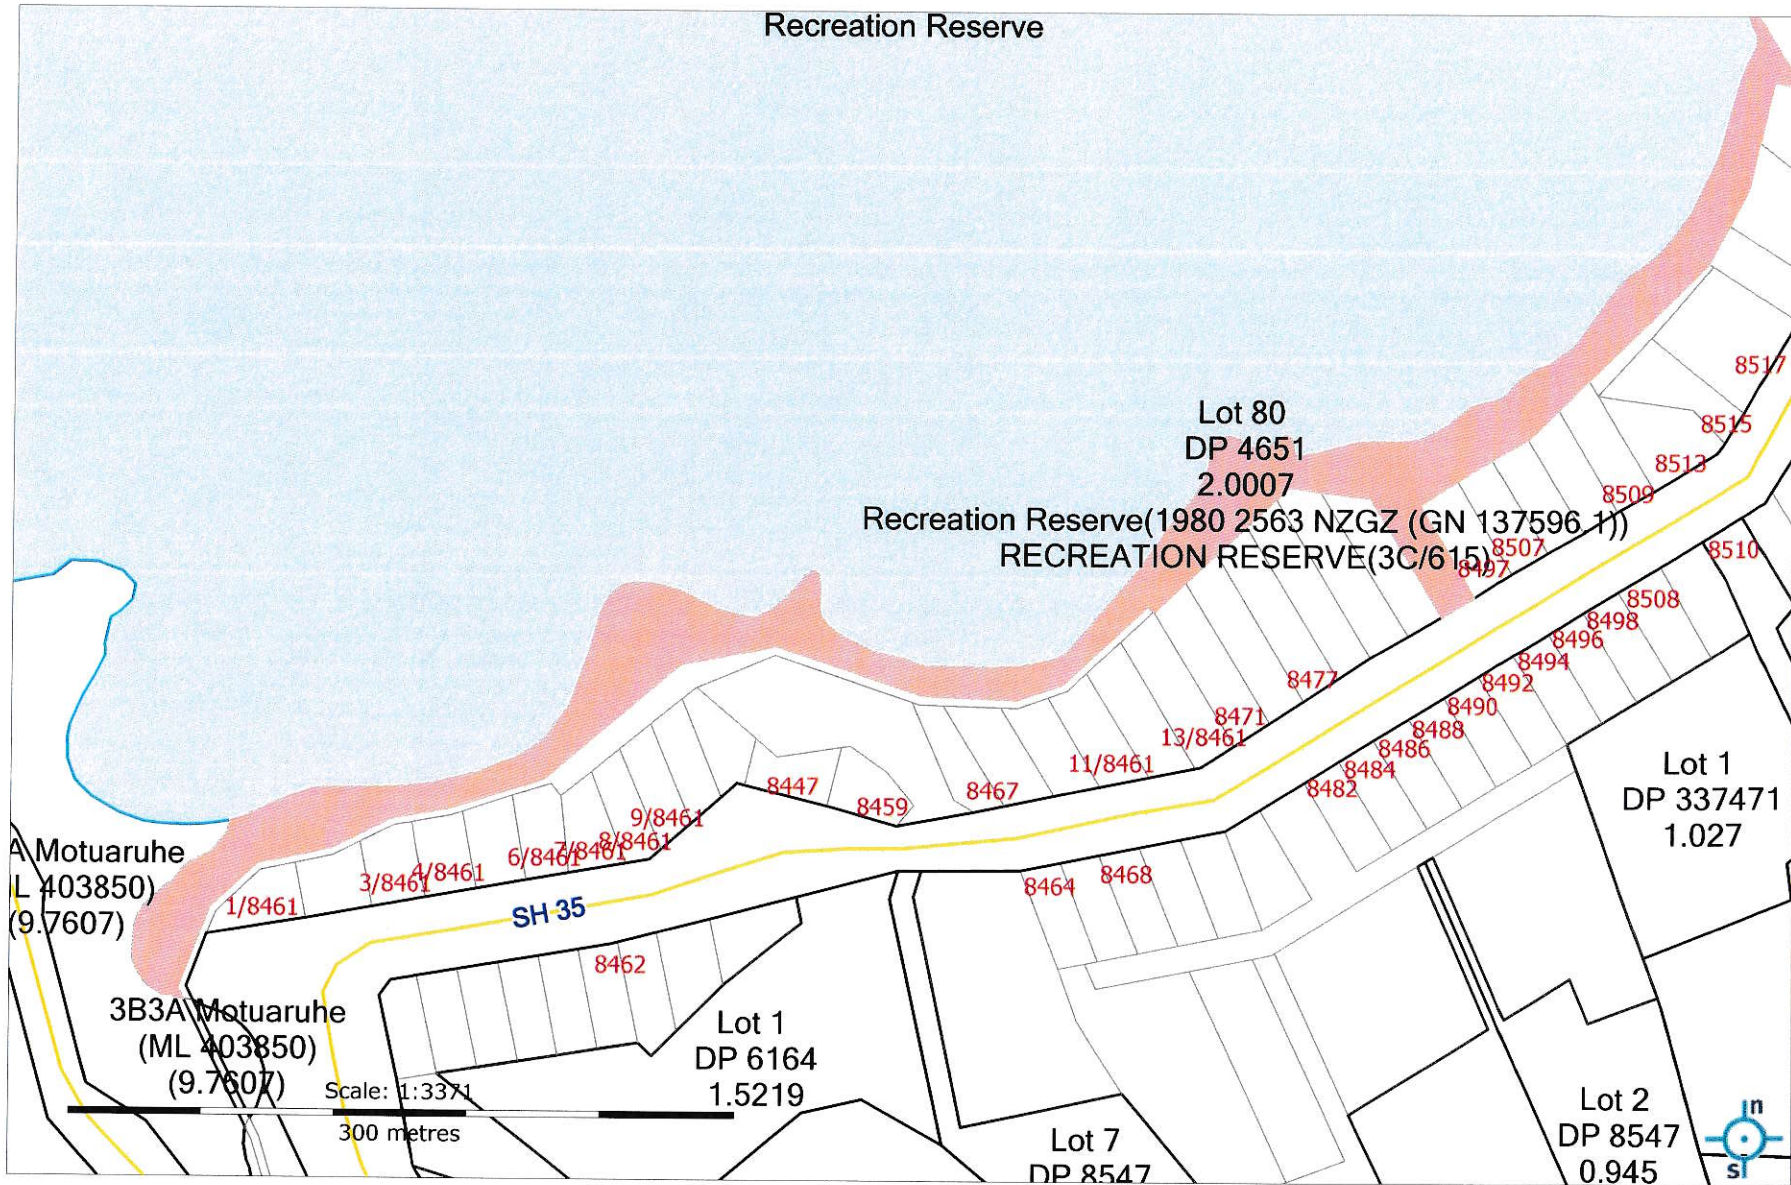 Recreation Reserve
8517
8515
8513
8509
8507
8497
Lot 80
DP 4651
2.0007
Recreation Reserve(1980 2563 NZGZ (GN 137596.1))
RECREATION RESERVE(3C/615)
8510
8508
8498
8496
8494
8492
8490
8488
8486
8484
8482
8477
8471
13/8461
11/8461
8467
8459
8447
9/8461
8/8461
7/8461
6/8461
4/8461
3/8461
1/8461
8464
8468
8462
SH 35
A Motuaruhe
L 403850)
(9.7607)
3B3A Motuaruhe
(ML 403850)
(9.7607)
Lot 1
DP 6164
1.5219
Lot 1
DP 337471
1.027
Lot 7
DP 8547
Lot 2
DP 8547
0.945
Scale: 1:3371
300 metres
n
s